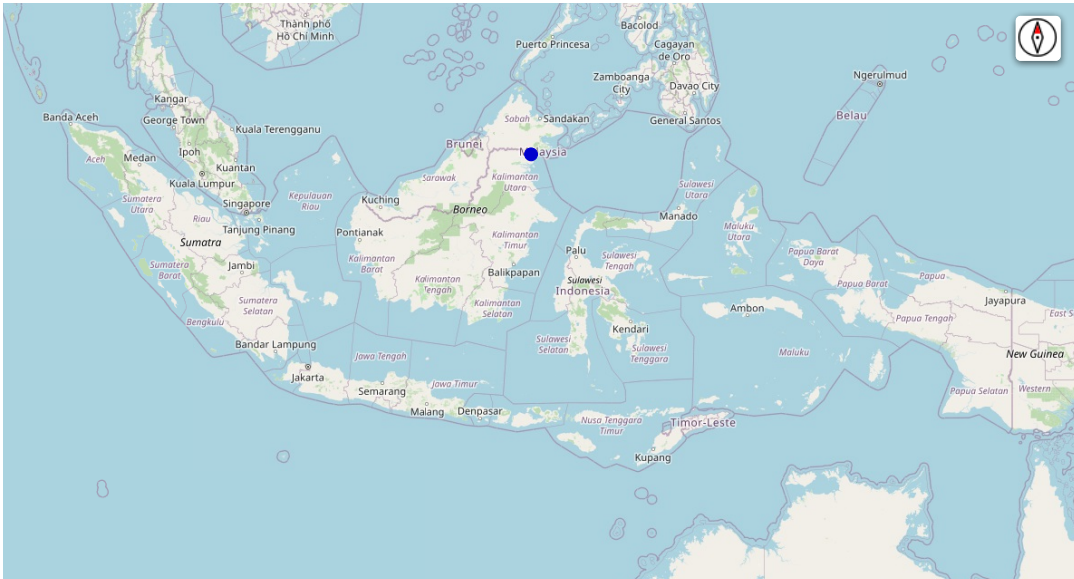 Thành phố
Hồ Chí Minh
Bacolod
Puerto Princesa
Cagayan
de Oro
Zamboanga
City
Davao City
Ngerulmud
Kangar
Banda Aceh
George Town
Kuala Terengganu
Sabah
Sandakan
General Santos
Belau
Brunei
Aceh
Medan
Ipoh
Kuantan
Kuala Lumpur
Sarawak
Kalimantan
Utara
Sulawesi
Utara
Sumatera
Utara
Riau
Singapore
Kepulauan
Riau
Kuching
Borneo
Manado
Maluku
Utara
Tanjung Pinang
Pontianak
Kalimantan
Timur
Sumatra
Sumatera
Barat
Jambi
Kalimantan
Barat
Palu
Sulawesi
Tengah
Papua Barat
Daya
Papua Barat
Papua
Balikpapan
Kalimantan
Tengah
Sulawesi
Indonesia
Sumatera
Selatan
Kalimantan
Selatan
Ambon
Jayapura
Papua Tengah
East S
Bengkulu
Bandar Lampung
Kendari
Sulawesi
Selatan
Sulawesi
Tenggara
Maluku
New Guinea
Jawa Tengah
Jakarta
Semarang
Jawa Timur
Papua Selatan
Western
Malang
Denpasar
Nusa Tenggara
Timur
Timor-Leste
Kupang